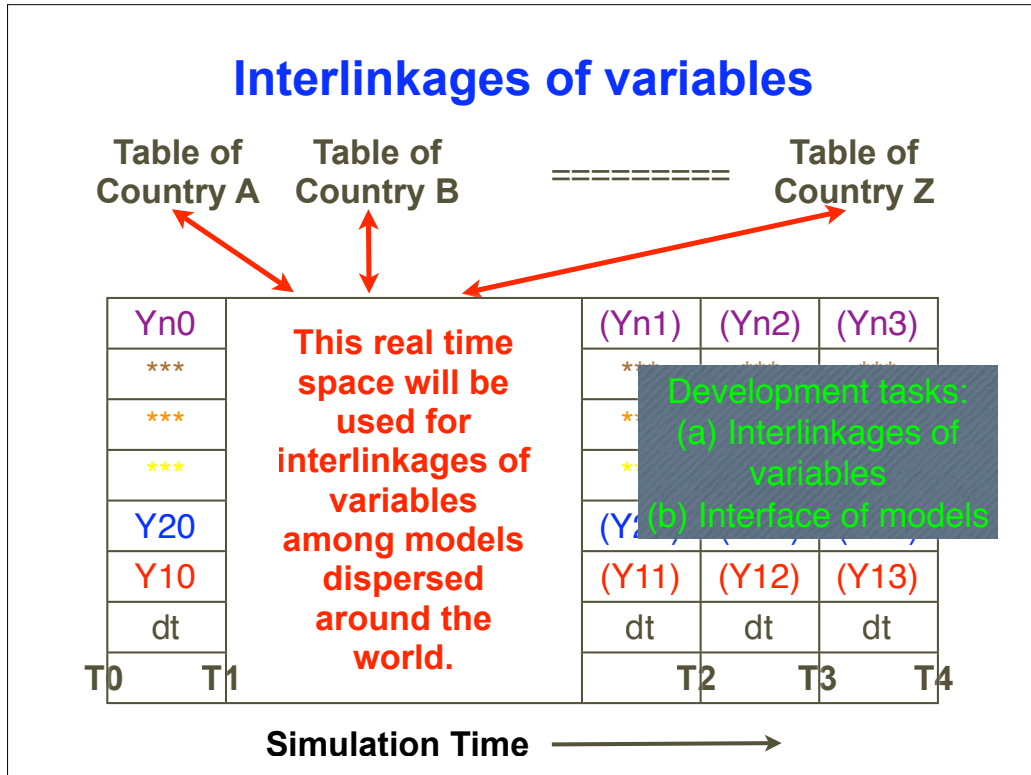 Interlinkages of variables
Table of
Country A
Table of
Country B
=========
Table of
Country Z
Yn0
***
***
***
Y20
Y10
dt
This real time
space will be
used for
interlinkages of
variables
among models
dispersed
around the
world.
(Yn1) (Yn2) (Yn3)
Development tasks:
(a) Interlinkages of
variables
(b) Interface of models
(Y11) (Y12) (Y13)
dt dt dt
T0 T1 T2 T3 T4
Simulation Time